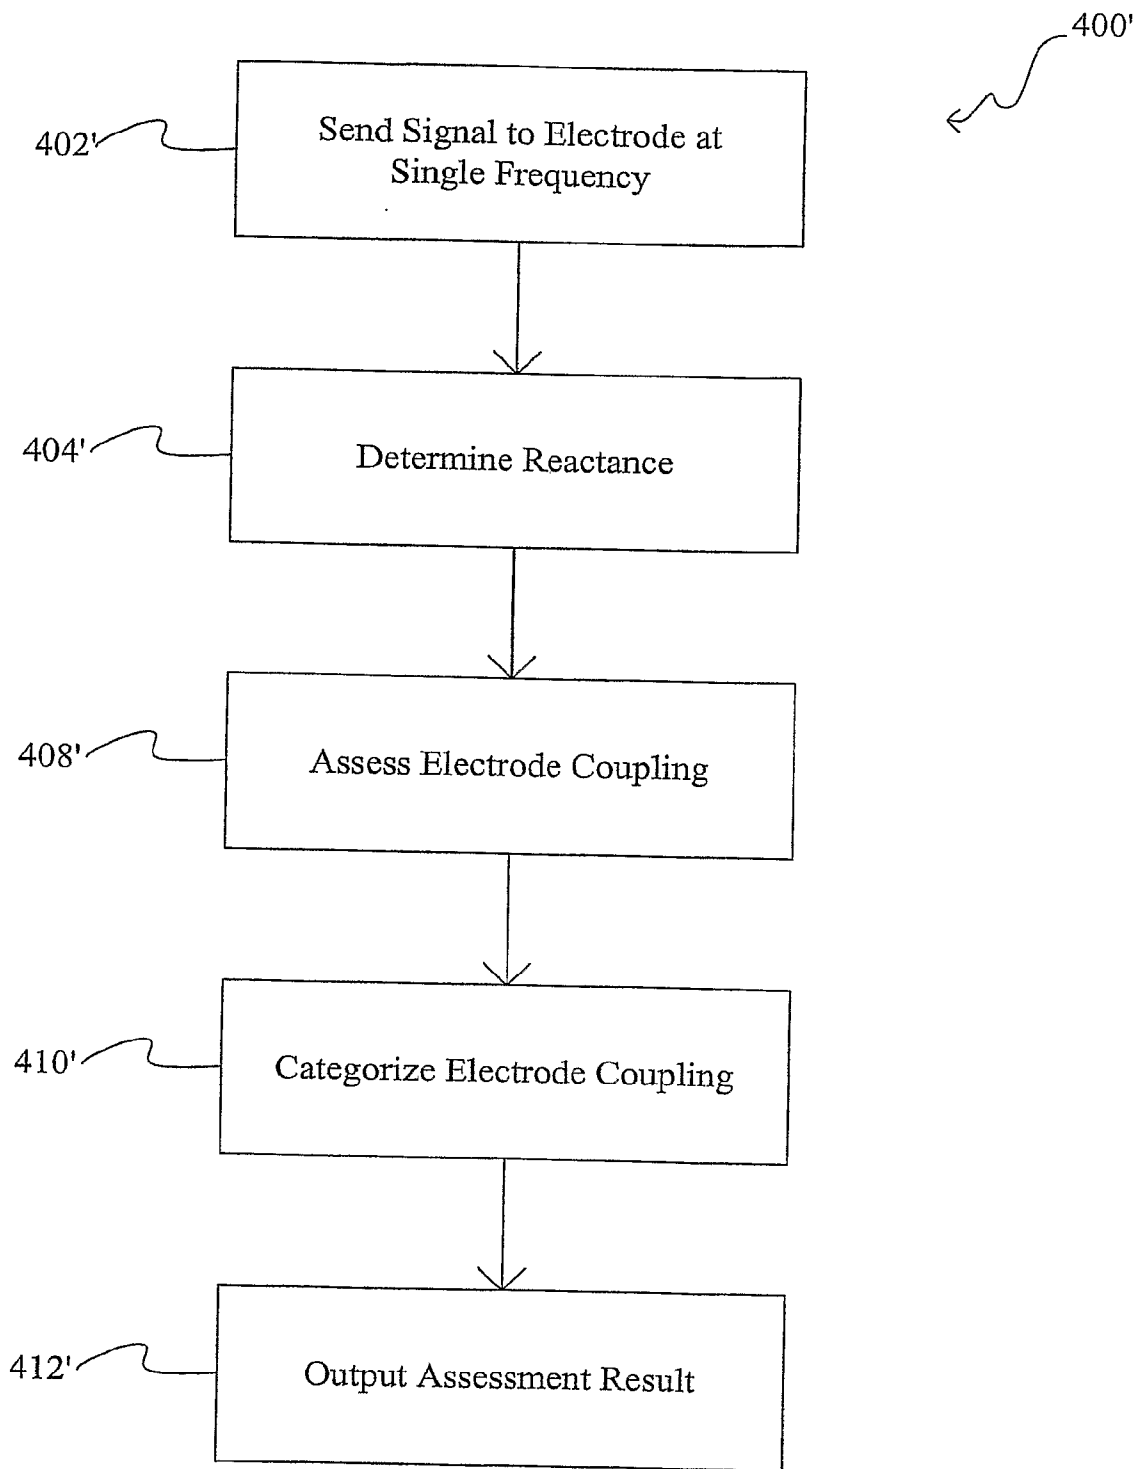 400'
402'
Send Signal to Electrode at
Single Frequency
404'
Determine Reactance
408'
Assess Electrode Coupling
410'
Categorize Electrode Coupling
412'
Output Assessment Result